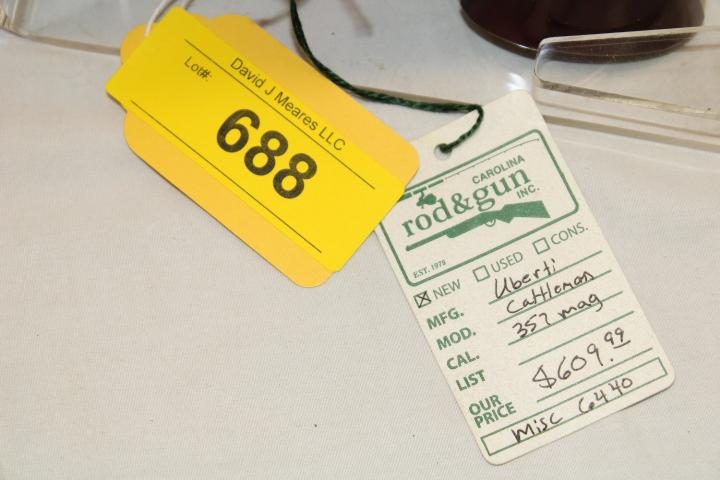 David J Meares LLC
Lot#:
688
CAROLINA
rod&gun
INC.
EST. 1978
☒ NEW ☐ USED ☐ CONS.
MFG. Uberti
MOD. Cattleman
CAL. 357 mag
LIST
OUR PRICE $609.99
misc 6440